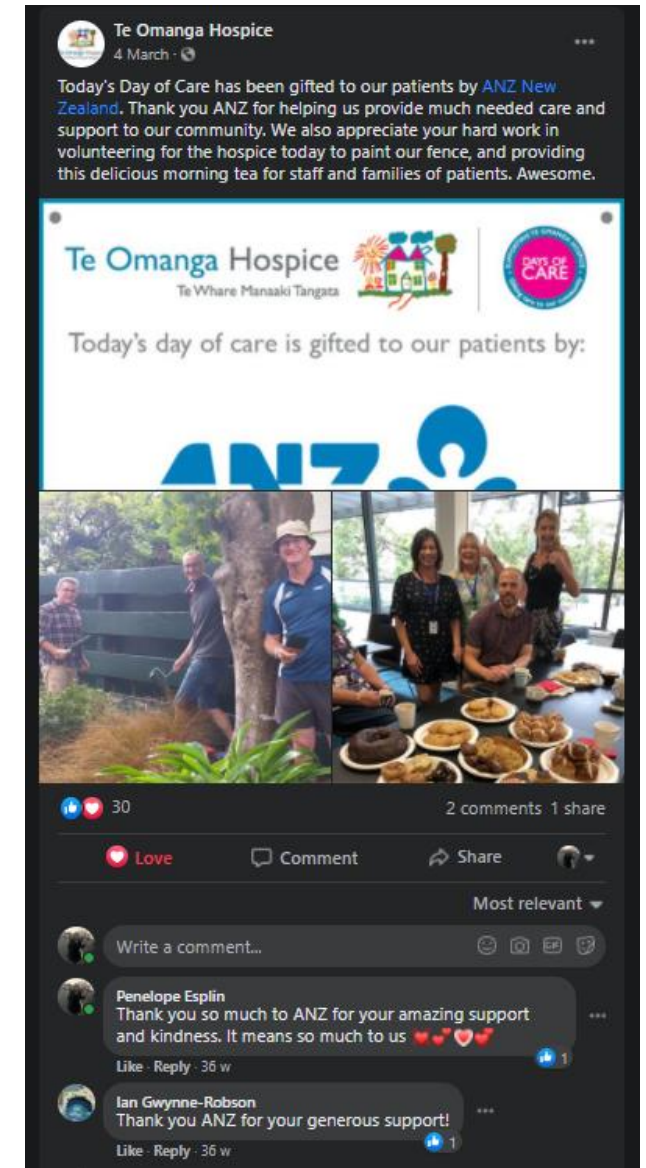 Te Omanga Hospice
4 March ·
Today's Day of Care has been gifted to our patients by ANZ New
Zealand. Thank you ANZ for helping us provide much needed care and
support to our community. We also appreciate your hard work in
volunteering for the hospice today to paint our fence, and providing
this delicious morning tea for staff and families of patients. Awesome.
Te Omanga Hospice
Te Whare Manaaki Tangata
DAYS OF
CARE
Today's day of care is gifted to our patients by:
ANZ
30
2 comments 1 share
Love
Comment
Share
Most relevant
Write a comment...
GIF
Penelope Esplin
Thank you so much to ANZ for your amazing support
and kindness. It means so much to us
1
Like · Reply · 36 w
Ian Gwynne-Robson
Thank you ANZ for your generous support!
1
Like · Reply · 36 w